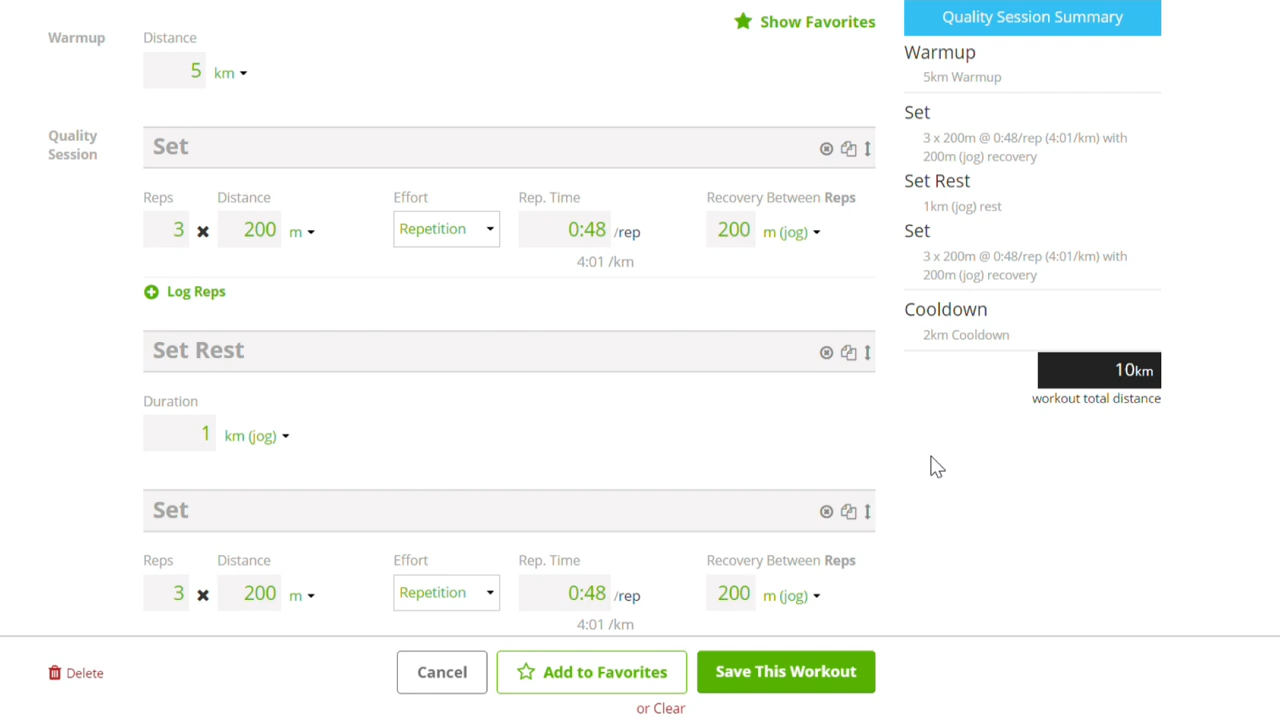 Show Favorites
Warmup
Distance
5 km
Quality
Session
Set
Reps Distance Effort Rep. Time Recovery Between Reps
3 × 200 m Repetition 0:48 /rep 200 m (jog)
4:01 /km
Log Reps
Set Rest
Duration
1 km (jog)
Set
Reps Distance Effort Rep. Time Recovery Between Reps
3 × 200 m Repetition 0:48 /rep 200 m (jog)
4:01 /km
Delete
Cancel
Add to Favorites
Save This Workout
or Clear
Quality Session Summary
Warmup
5km Warmup
Set
3 x 200m @ 0:48/rep (4:01/km) with
200m (jog) recovery
Set Rest
1km (jog) rest
Set
3 x 200m @ 0:48/rep (4:01/km) with
200m (jog) recovery
Cooldown
2km Cooldown
10km
workout total distance